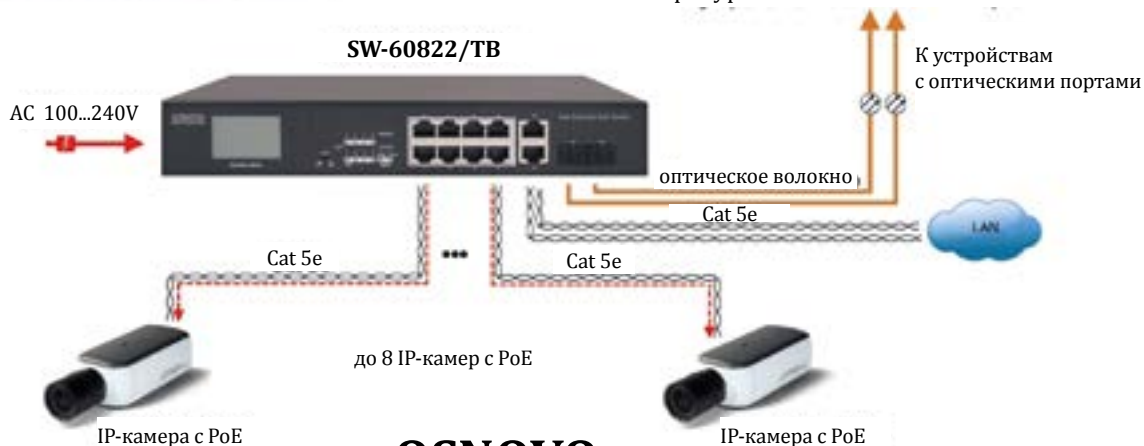 SW-60822/TB
К устройствам
с оптическими портами
AC 100...240V
оптическое волокно
Cat 5e
LAN
Cat 5e
Cat 5e
до 8 IP-камер с PoE
IP-камера с PoE
IP-камера с PoE